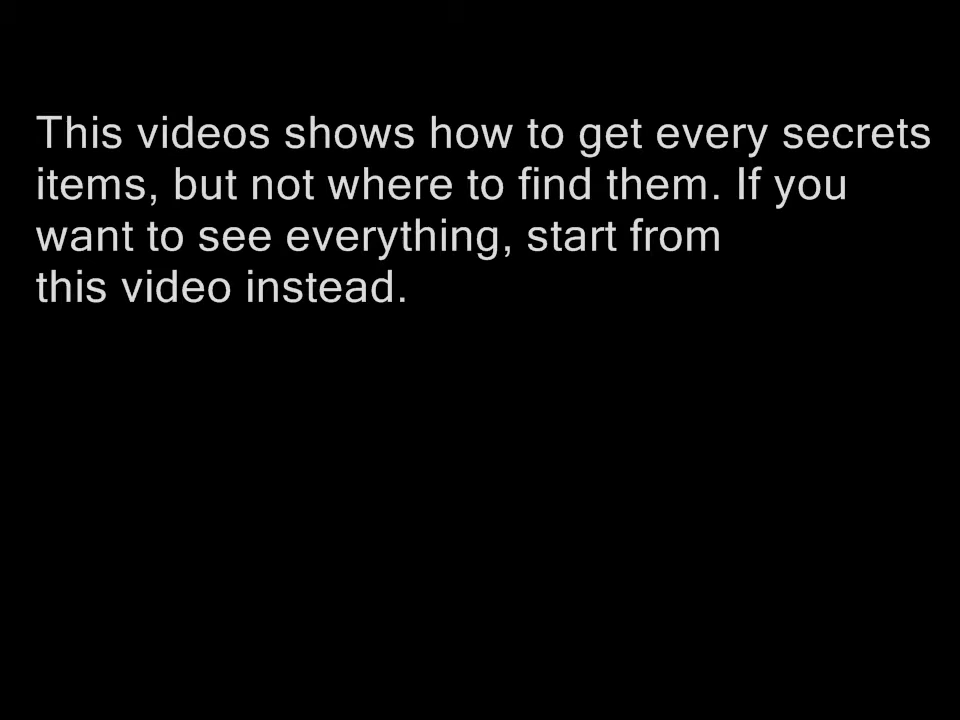 This videos shows how to get every secrets
items, but not where to find them. If you
want to see everything, start from
this video instead.